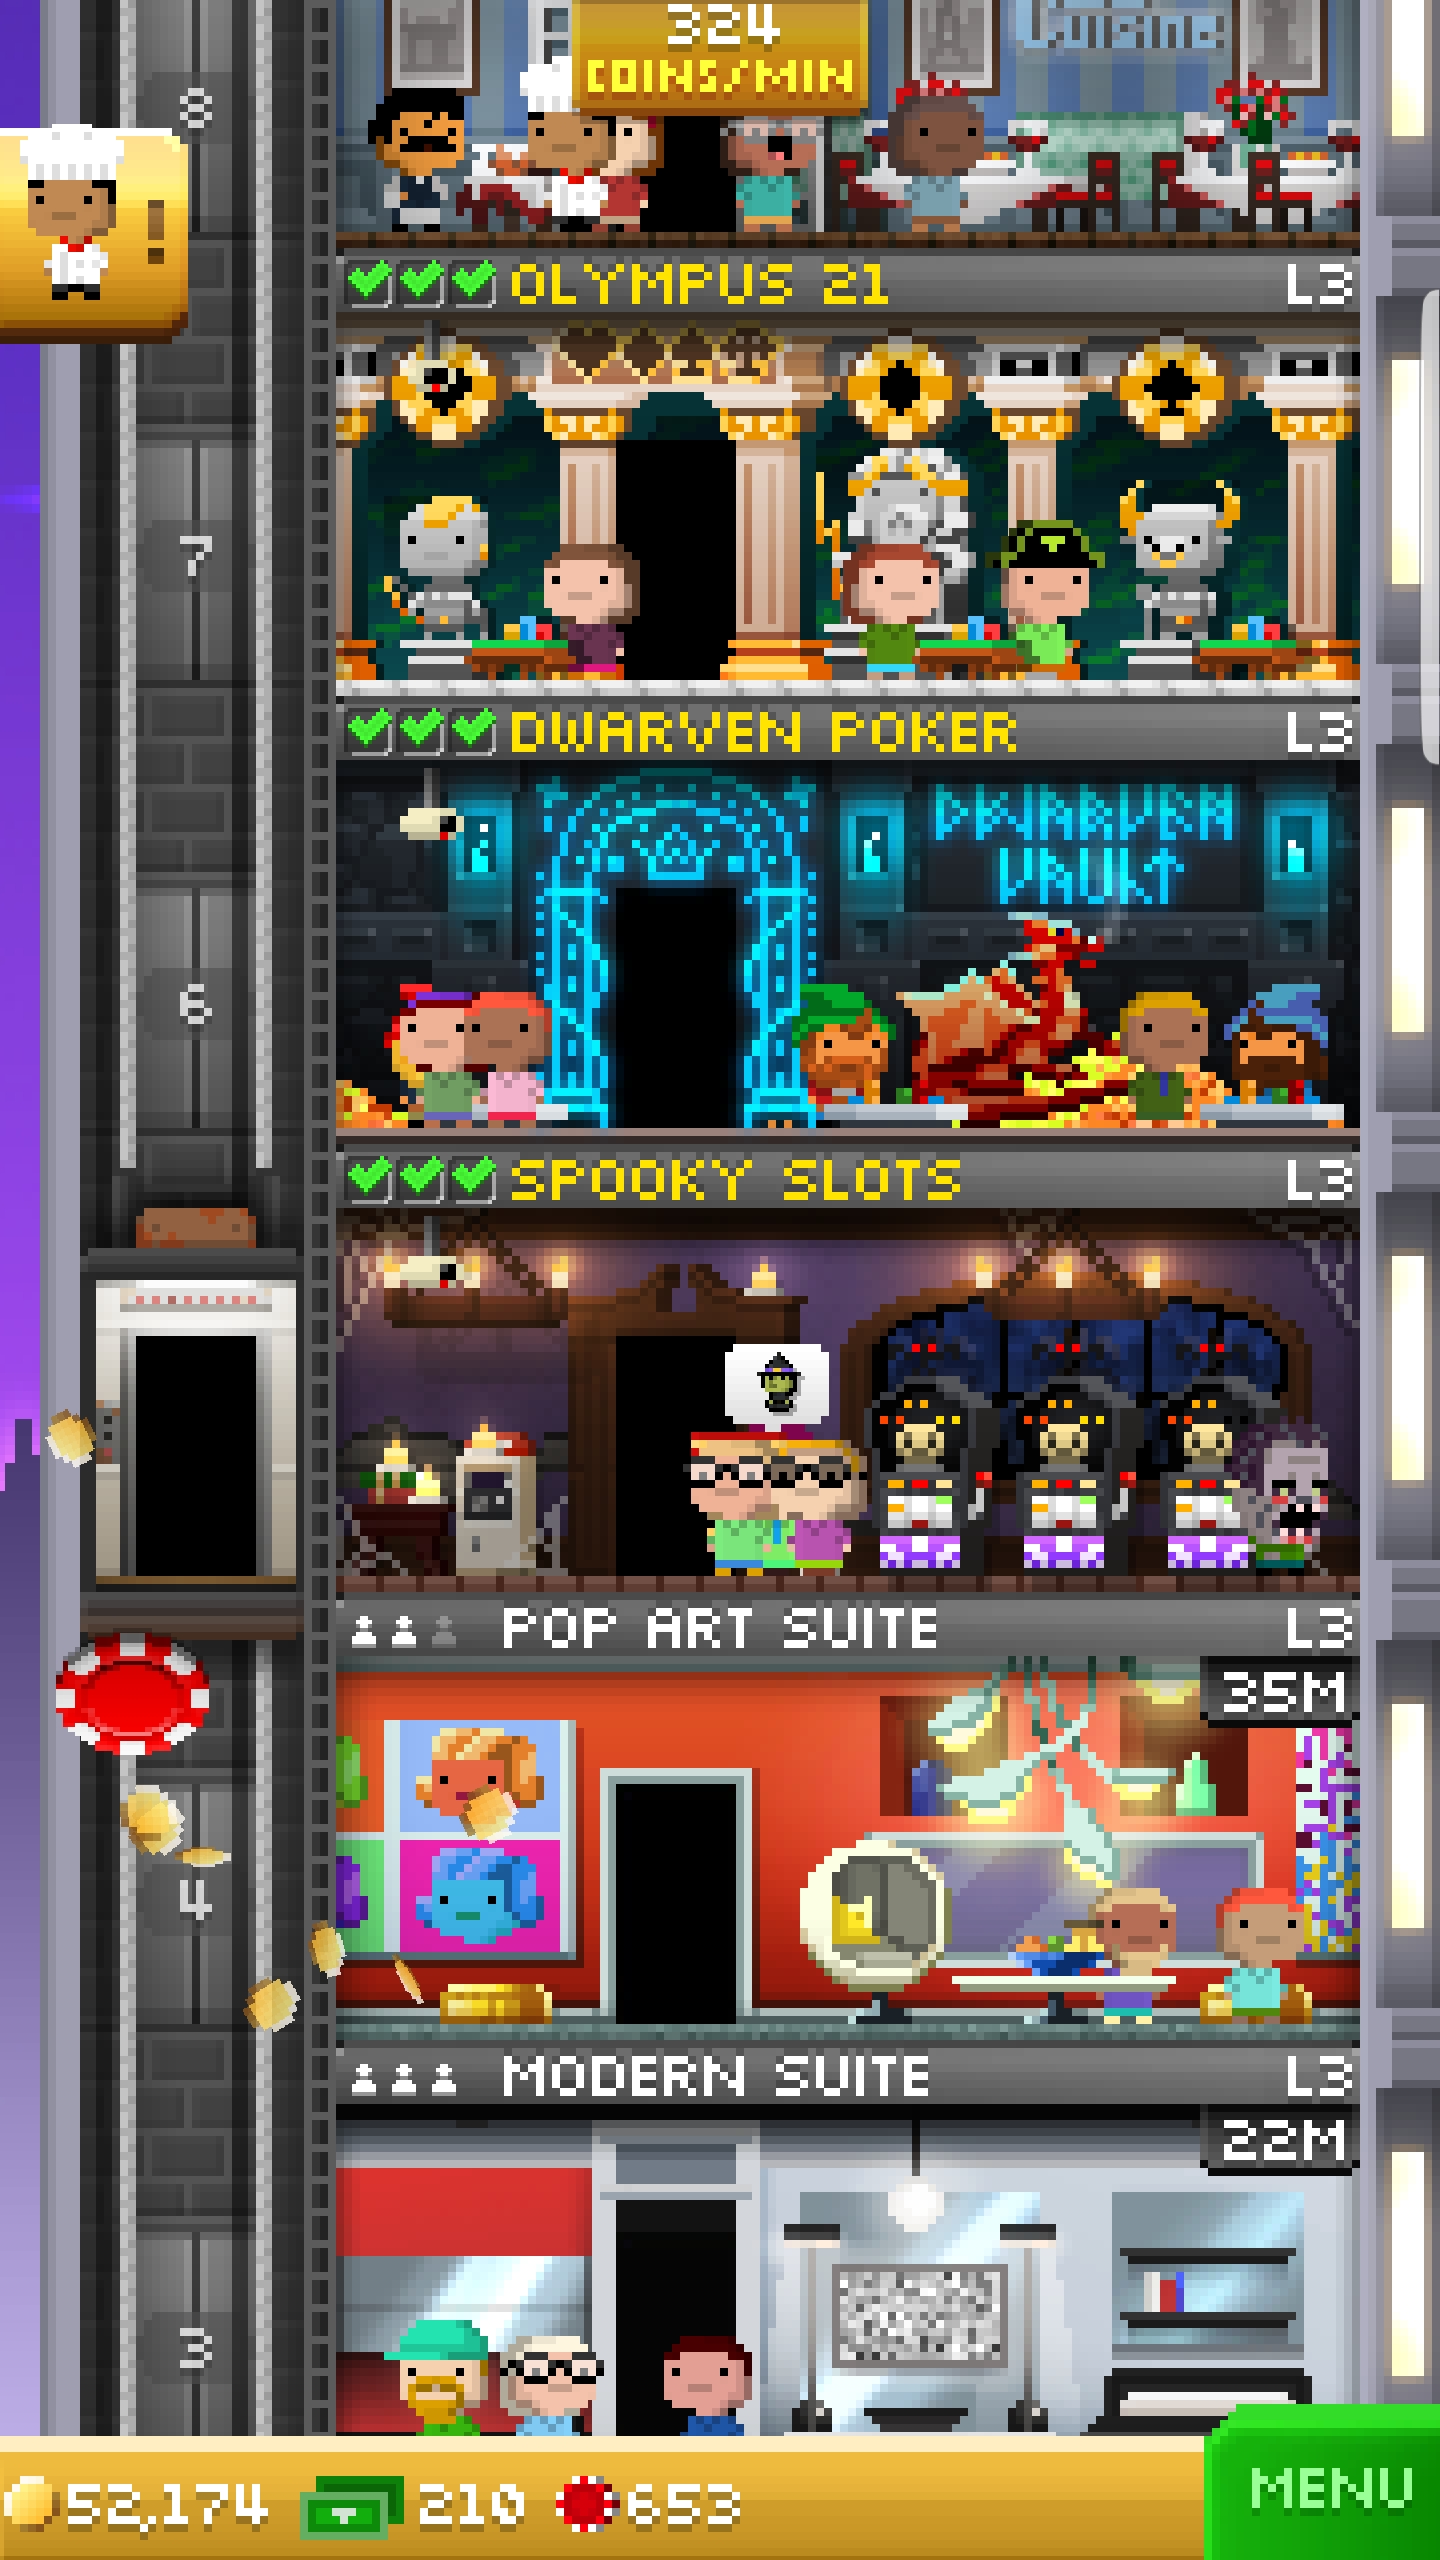 Cuisine
324
COINS/MIN
8
OLYMPUS 21
L3
7
DWARVEN POKER
L3
DWARVEN
VAULT
6
SPOOKY SLOTS
L3
POP ART SUITE
L3
35M
4
MODERN SUITE
L3
22M
3
52,174
210
653
MENU